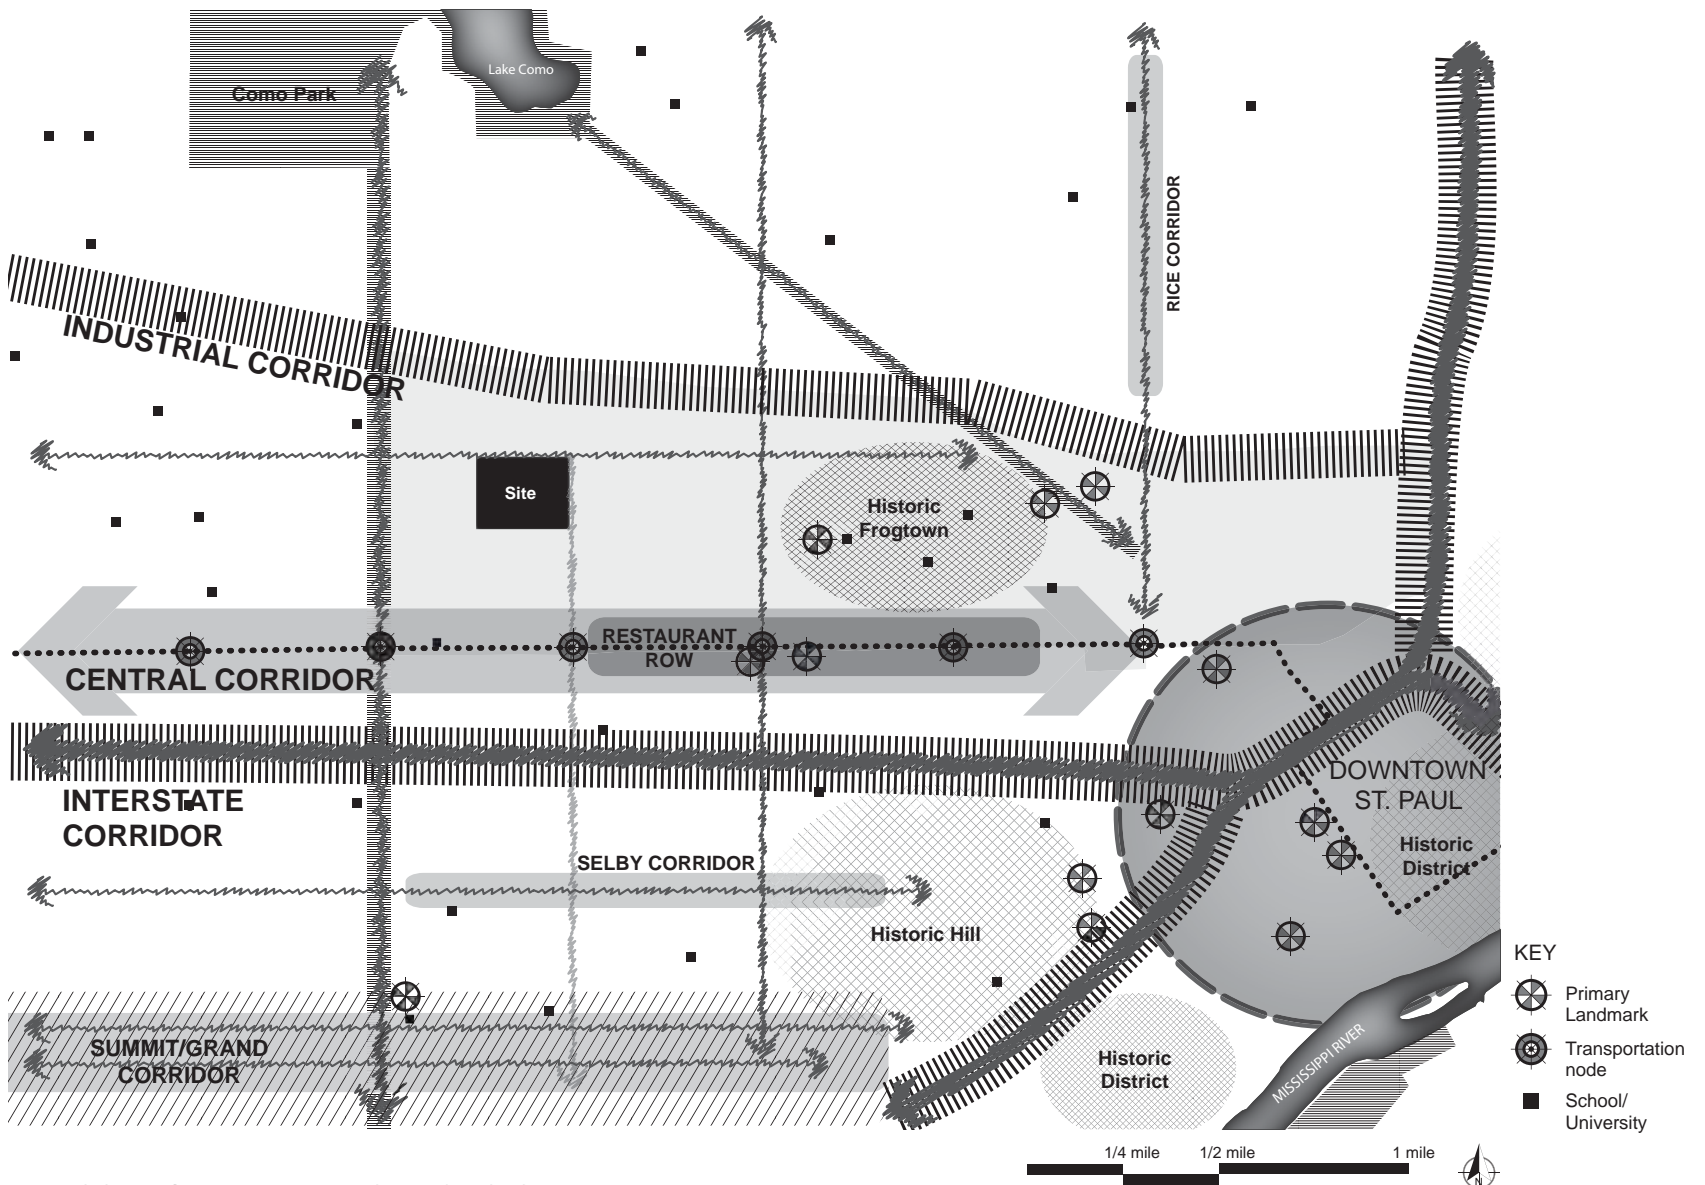 Lake Como
Como Park
RICE CORRIDOR
INDUSTRIAL CORRIDOR
Site
Historic
Frogtown
RESTAURANT
ROW
CENTRAL CORRIDOR
DOWNTOWN
ST. PAUL
INTERSTATE
CORRIDOR
Historic
District
SELBY CORRIDOR
Historic Hill
SUMMIT/GRAND
CORRIDOR
Historic
District
MISSISSIPPI RIVER
KEY
Primary
Landmark
Transportation
node
School/
University
1/4 mile
1/2 mile
1 mile
N